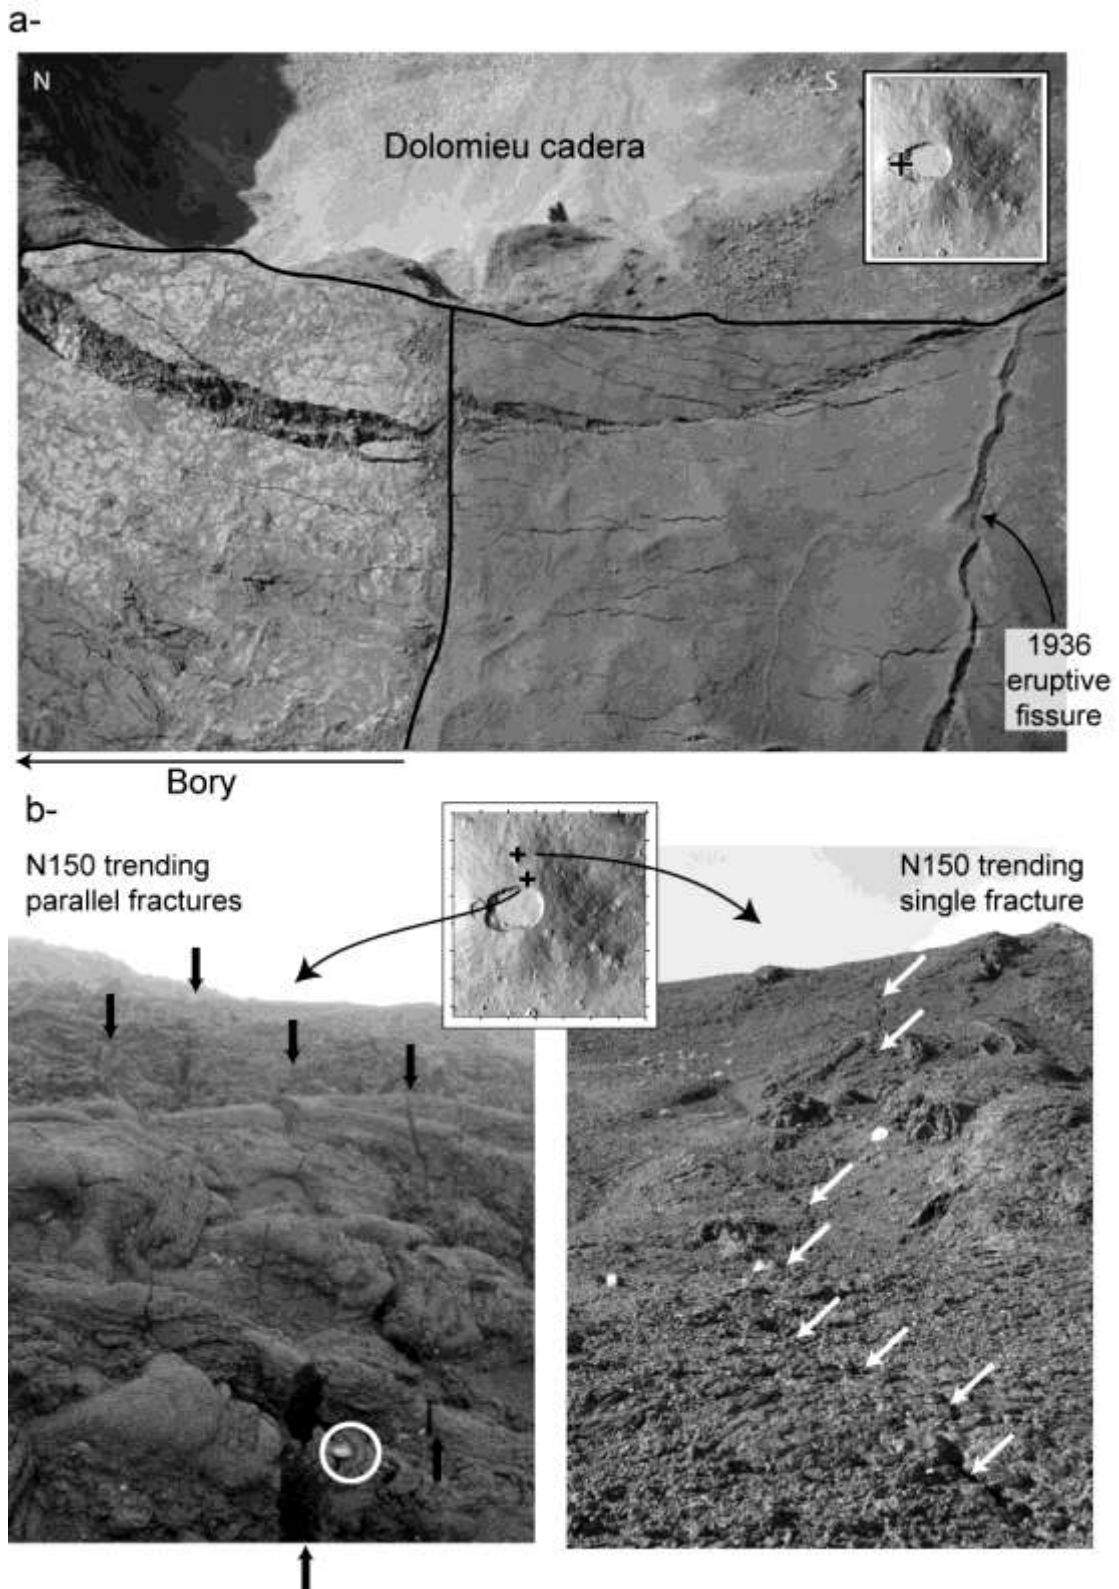 a-
N
S
Dolomieu cadera
1936
eruptive
fissure
Bory
b-
N150 trending
parallel fractures
N150 trending
single fracture